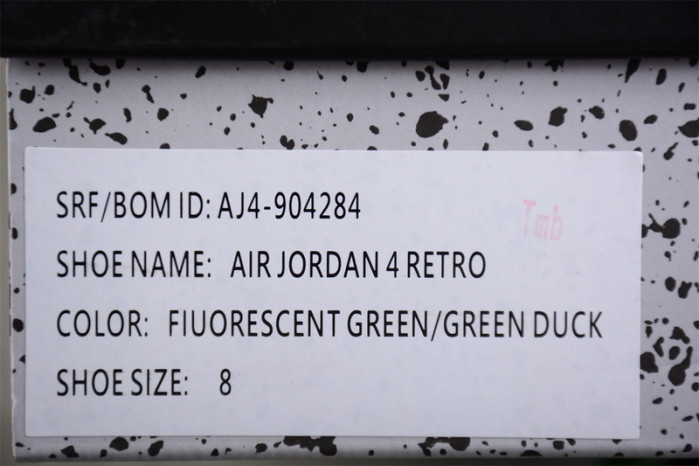 SRF/BOM ID: AJ4-904284
Tmb
SHOE NAME: AIR JORDAN 4 RETRO
COLOR: FIUORESCENT GREEN/GREEN DUCK
SHOE SIZE: 8